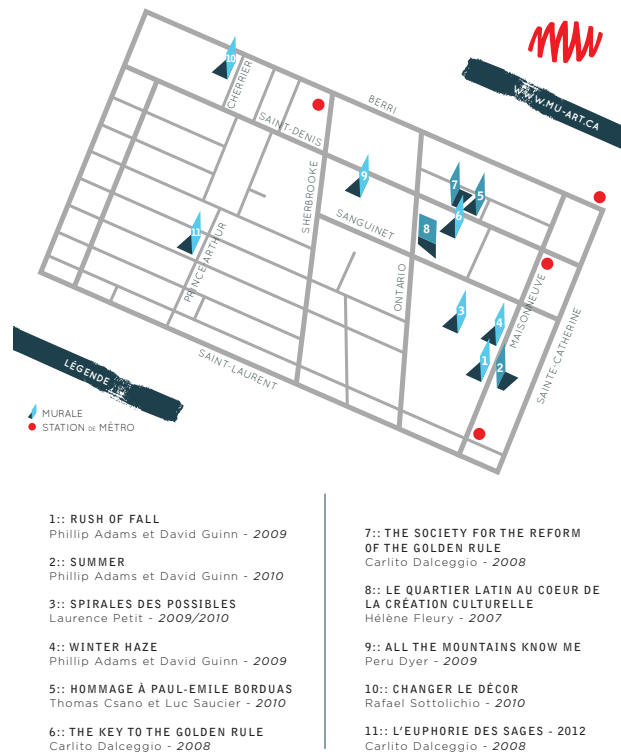 10
CHERRIER
BERRI
WWW.MU-ART.CA
SAINT-DENIS
SHERBROOKE
9
7
5
6
SANGUINET
8
11
PRINCE ARTHUR
ONTARIO
MAISONNEUVE
3
4
1
2
SAINTE-CATHERINE
SAINT-LAURENT
LÉGENDE
MURALE
STATION DE MÉTRO
1:: RUSH OF FALL
Phillip Adams et David Guinn - 2009
2:: SUMMER
Phillip Adams et David Guinn - 2010
3:: SPIRALES DES POSSIBLES
Laurence Petit - 2009/2010
4:: WINTER HAZE
Phillip Adams et David Guinn - 2009
5:: HOMMAGE À PAUL-EMILE BORDUAS
Thomas Csano et Luc Saucier - 2010
6:: THE KEY TO THE GOLDEN RULE
Carlito Dalceggio - 2008
7:: THE SOCIETY FOR THE REFORM
OF THE GOLDEN RULE
Carlito Dalceggio - 2008
8:: LE QUARTIER LATIN AU COEUR DE
LA CRÉATION CULTURELLE
Hélène Fleury - 2007
9:: ALL THE MOUNTAINS KNOW ME
Peru Dyer - 2009
10:: CHANGER LE DÉCOR
Rafael Sottolichio - 2010
11:: L'EUPHORIE DES SAGES - 2012
Carlito Dalceggio - 2008